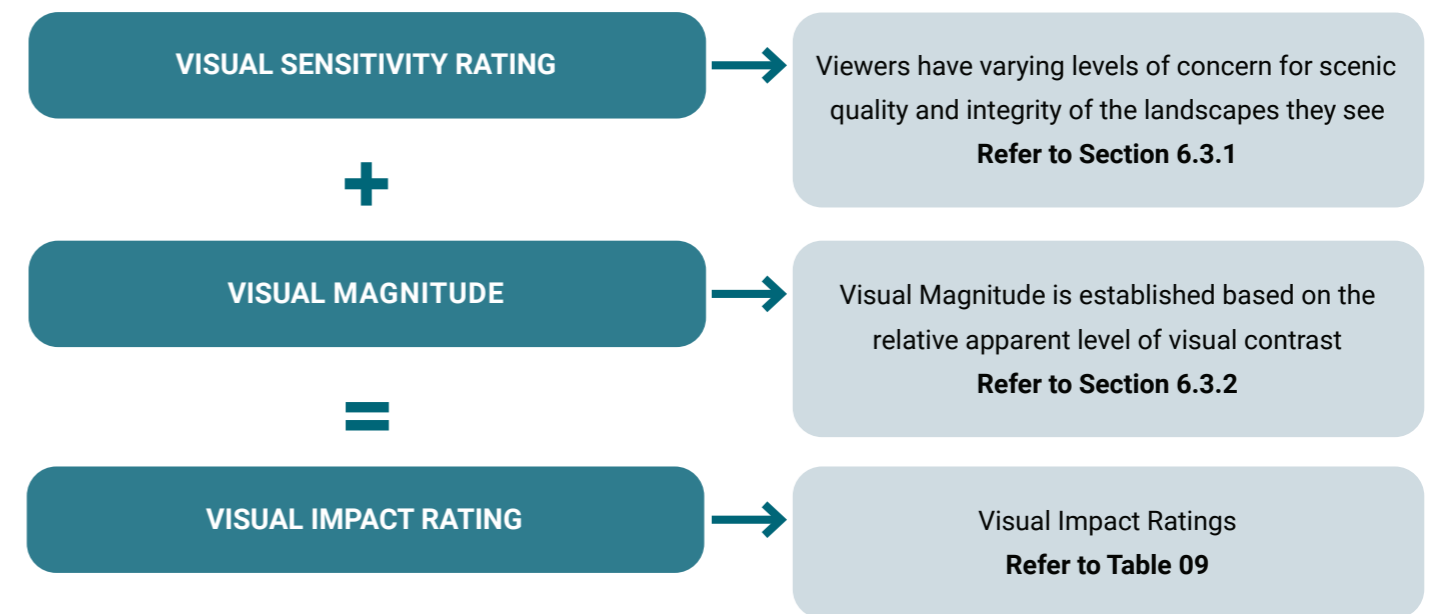 VISUAL SENSITIVITY RATING
Viewers have varying levels of concern for scenic
quality and integrity of the landscapes they see
Refer to Section 6.3.1
+
VISUAL MAGNITUDE
Visual Magnitude is established based on the
relative apparent level of visual contrast
Refer to Section 6.3.2
=
VISUAL IMPACT RATING
Visual Impact Ratings
Refer to Table 09